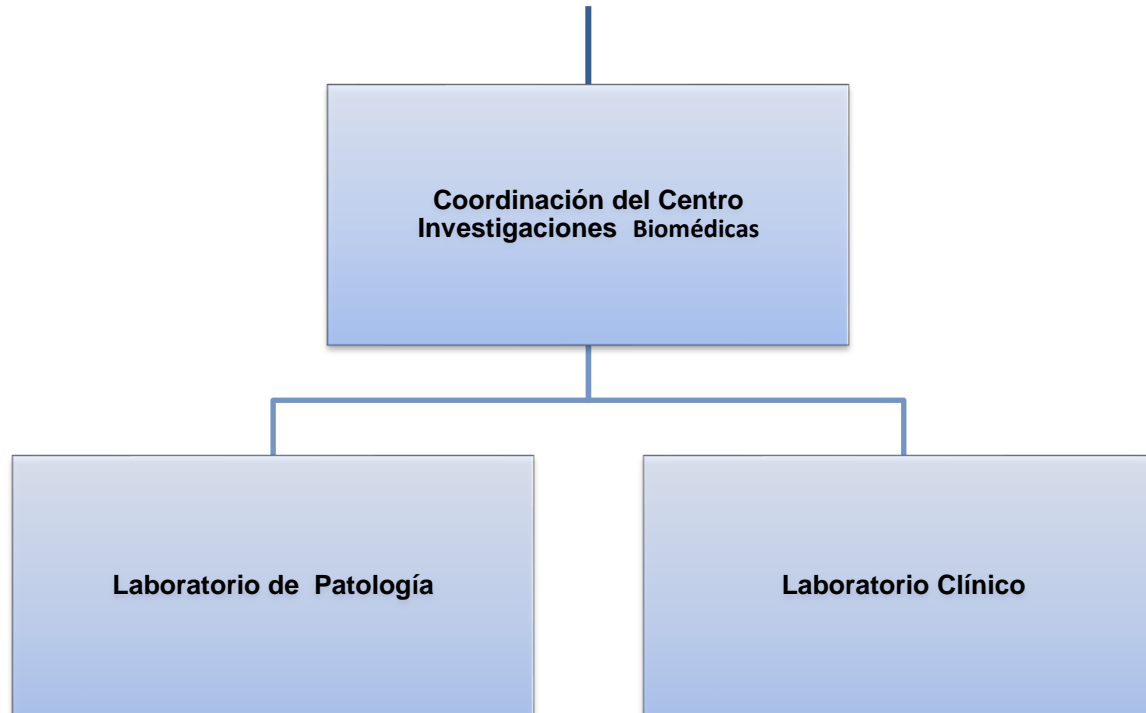 Coordinación del Centro
Investigaciones  Biomédicas
Laboratorio de  Patología
Laboratorio Clínico